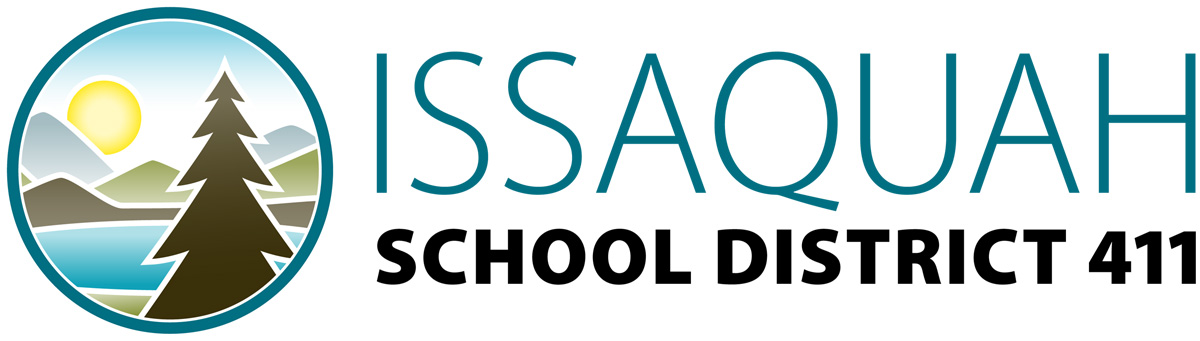 ISSAQUAH
SCHOOL DISTRICT 411